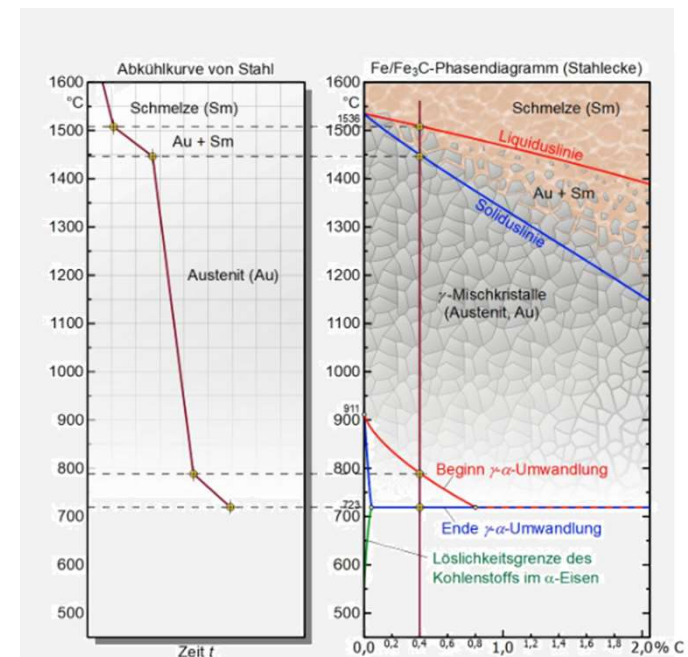 Abkühlkurve von Stahl
1600
°C
1500
1400
1300
1200
1100
1000
900
800
700
600
500
Schmelze (Sm)
Au + Sm
Austenit (Au)
Zeit t
Fe/Fe₃C-Phasendiagramm (Stahlecke)
1600
°C
1536
1500
1400
1300
1200
1100
1000
911
900
800
723
700
600
500
Schmelze (Sm)
Liquiduslinie
Au + Sm
Soliduslinie
γ-Mischkristalle
(Austenit, Au)
Beginn γ-α-Umwandlung
Ende γ-α-Umwandlung
Löslichkeitsgrenze des
Kohlenstoffs im α-Eisen
0,0 0,2 0,4 0,6 0,8 1,0 1,2 1,4 1,6 1,8 2,0% C